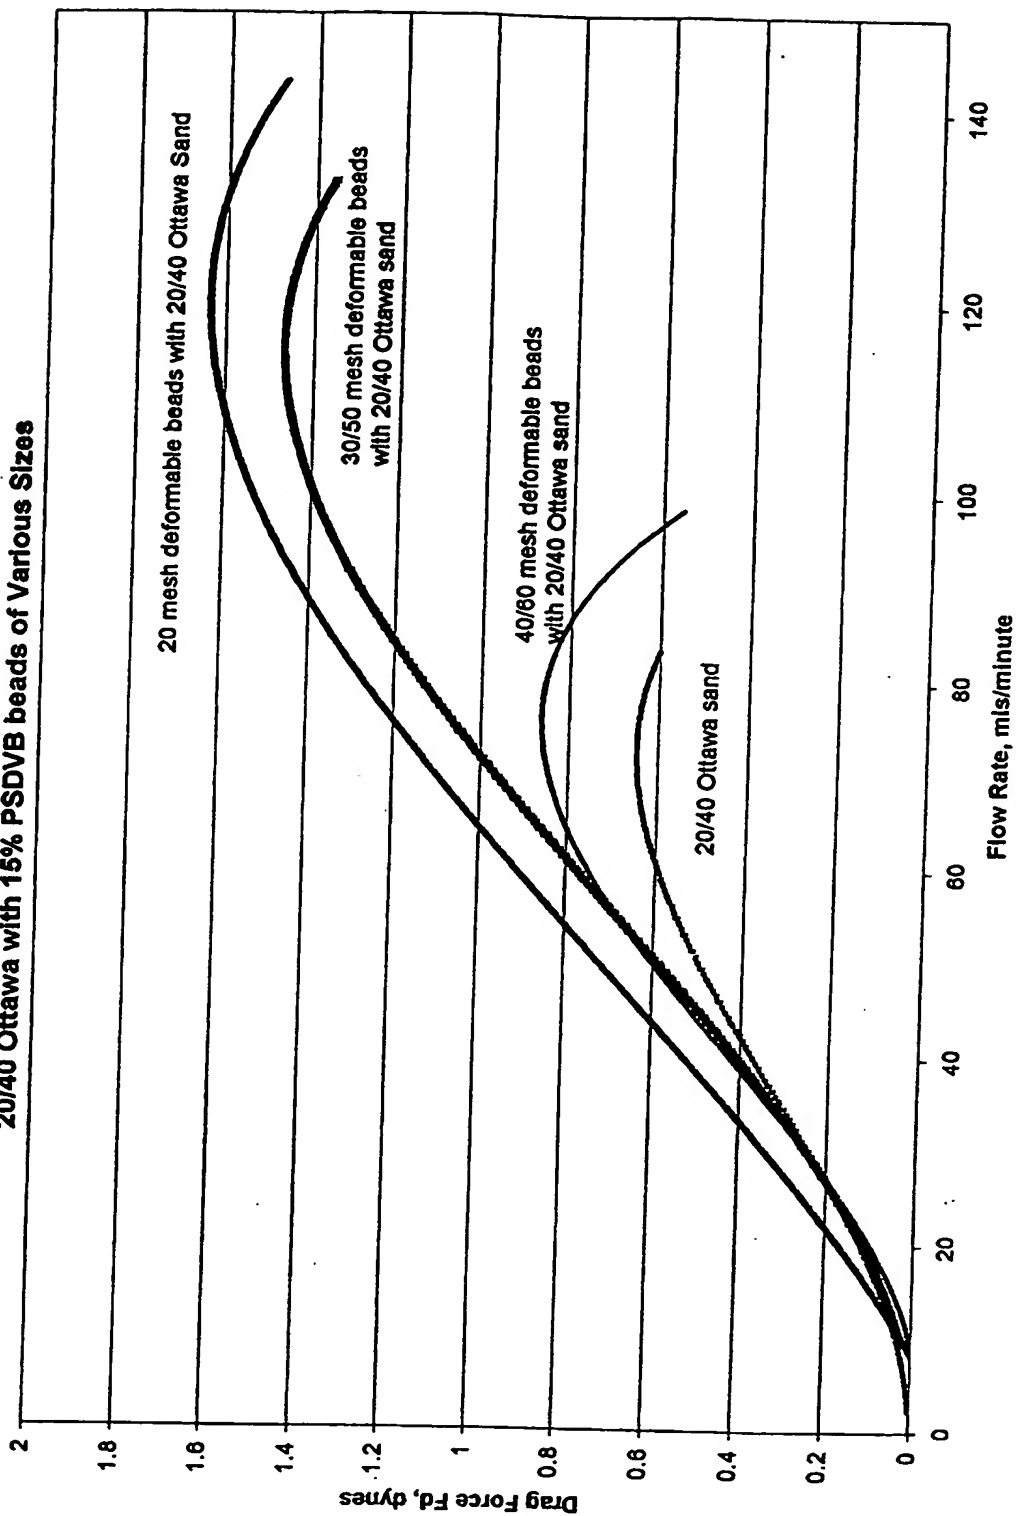 20/40 Ottawa with 15% PSDVB beads of Various Sizes
2
1.8
1.6
1.4
1.2
1
0.8
0.6
0.4
0.2
0
Drag Force Fd, dynes
20 mesh deformable beads with 20/40 Ottawa Sand
30/50 mesh deformable beads
with 20/40 Ottawa sand
40/60 mesh deformable beads
with 20/40 Ottawa sand
20/40 Ottawa sand
0
20
40
60
80
100
120
140
Flow Rate, mls/minute